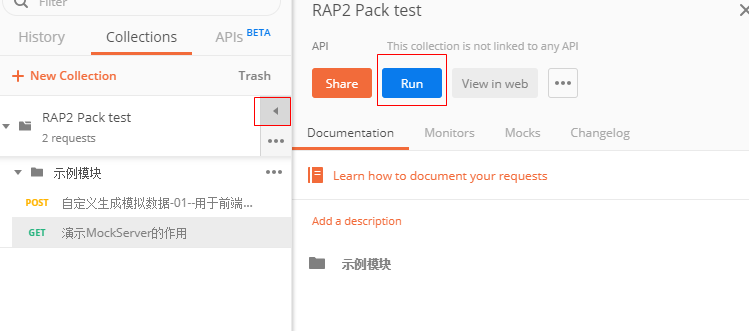 Filter
History
Collections
APIs BETA
+ New Collection
Trash
RAP2 Pack test
2 requests
示例模块
POST 自定义生成模拟数据-01--用于前端...
GET 演示MockServer的作用
RAP2 Pack test
API
This collection is not linked to any API
Share
Run
View in web
Documentation
Monitors
Mocks
Changelog
Learn how to document your requests
Add a description
示例模块